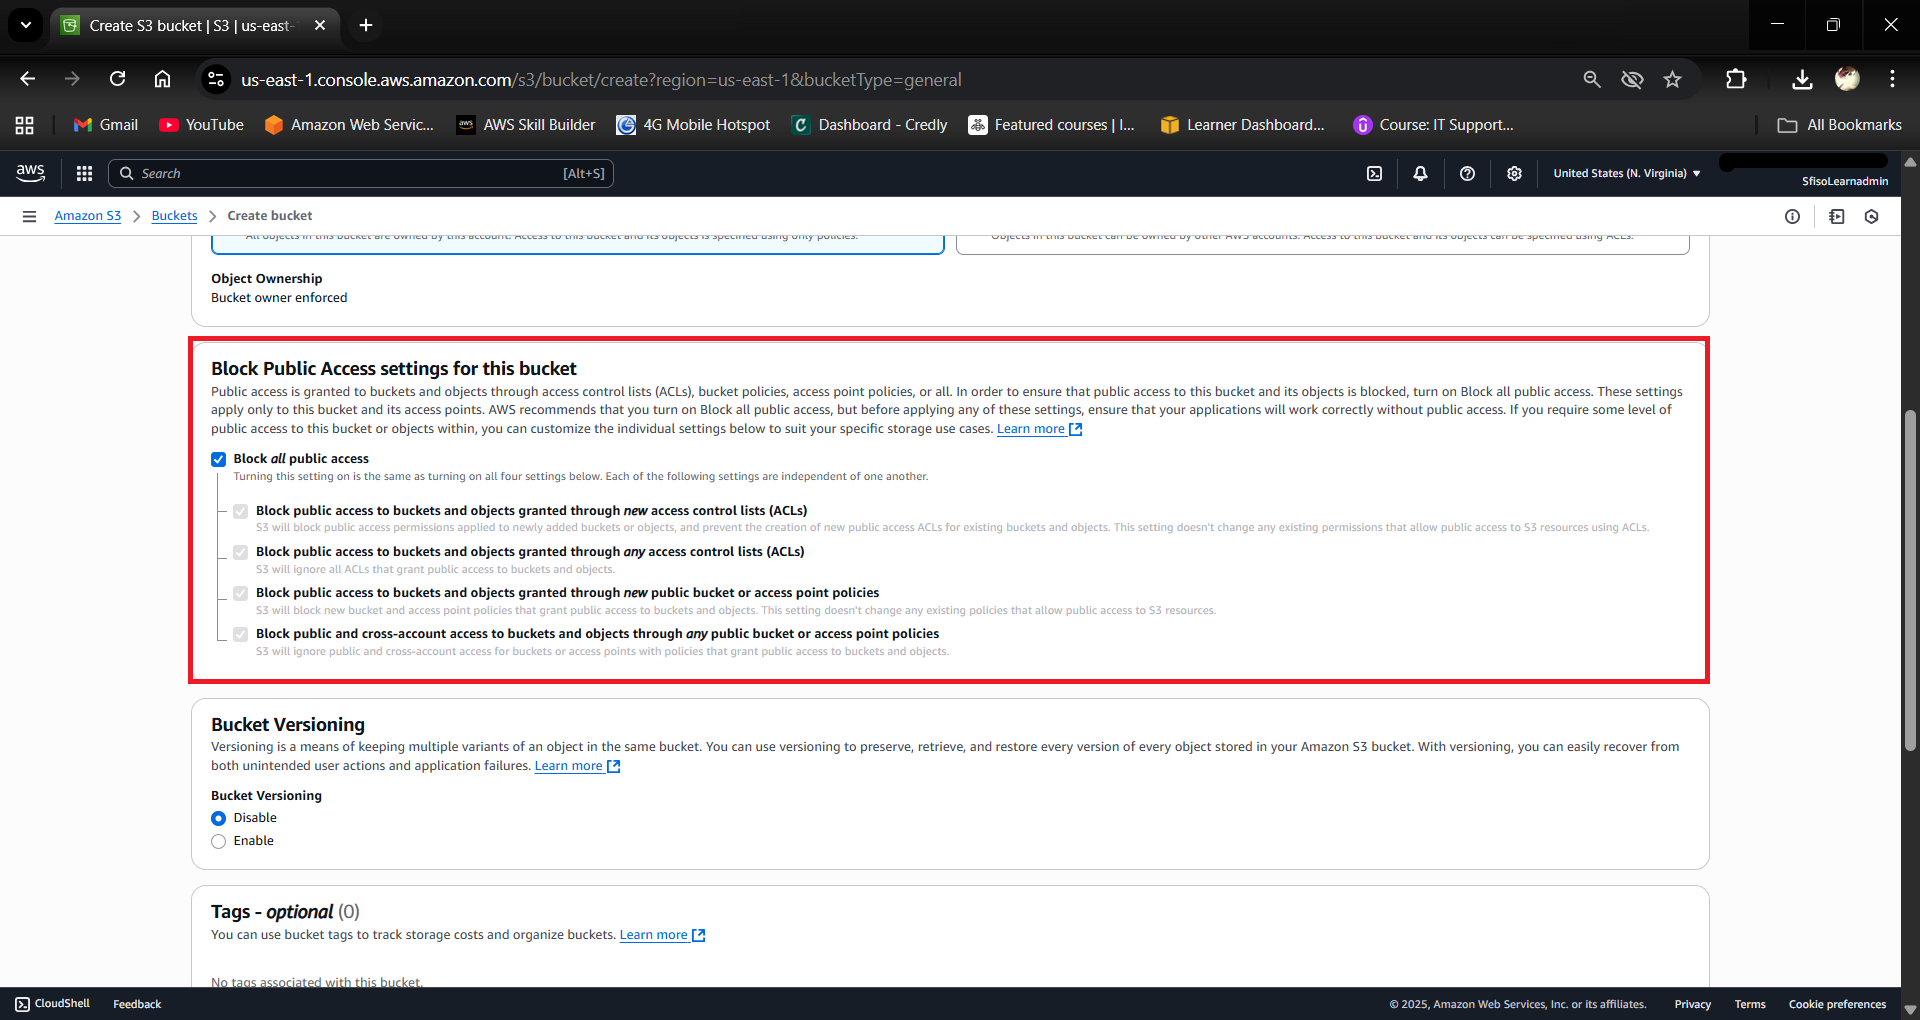 Create S3 bucket | S3 | us-east-
us-east-1.console.aws.amazon.com/s3/bucket/create?region=us-east-1&bucketType=general
Gmail
YouTube
Amazon Web Servic...
AWS Skill Builder
4G Mobile Hotspot
Dashboard - Credly
Featured courses | I...
Learner Dashboard...
Course: IT Support...
All Bookmarks
aws
Search
[Alt+S]
United States (N. Virginia)
SfisoLearnadmin
Amazon S3
Buckets
Create bucket
All objects in this bucket are owned by this account. Access to this bucket and its objects is specified using only policies.
Objects in this bucket can be owned by other AWS accounts. Access to this bucket and its objects can be specified using ACLs.
Object Ownership
Bucket owner enforced
Block Public Access settings for this bucket
Public access is granted to buckets and objects through access control lists (ACLs), bucket policies, access point policies, or all. In order to ensure that public access to this bucket and its objects is blocked, turn on Block all public access. These settings
apply only to this bucket and its access points. AWS recommends that you turn on Block all public access, but before applying any of these settings, ensure that your applications will work correctly without public access. If you require some level of
public access to this bucket or objects within, you can customize the individual settings below to suit your specific storage use cases. Learn more
Block all public access
Turning this setting on is the same as turning on all four settings below. Each of the following settings are independent of one another.
Block public access to buckets and objects granted through new access control lists (ACLs)
S3 will block public access permissions applied to newly added buckets or objects, and prevent the creation of new public access ACLs for existing buckets and objects. This setting doesn't change any existing permissions that allow public access to S3 resources using ACLs.
Block public access to buckets and objects granted through any access control lists (ACLs)
S3 will ignore all ACLs that grant public access to buckets and objects.
Block public access to buckets and objects granted through new public bucket or access point policies
S3 will block new bucket and access point policies that grant public access to buckets and objects. This setting doesn't change any existing policies that allow public access to S3 resources.
Block public and cross-account access to buckets and objects through any public bucket or access point policies
S3 will ignore public and cross-account access for buckets or access points with policies that grant public access to buckets and objects.
Bucket Versioning
Versioning is a means of keeping multiple variants of an object in the same bucket. You can use versioning to preserve, retrieve, and restore every version of every object stored in your Amazon S3 bucket. With versioning, you can easily recover from
both unintended user actions and application failures. Learn more
Bucket Versioning
Disable
Enable
Tags - optional (0)
You can use bucket tags to track storage costs and organize buckets. Learn more
No tags associated with this bucket.
CloudShell
Feedback
© 2025, Amazon Web Services, Inc. or its affiliates.
Privacy
Terms
Cookie preferences